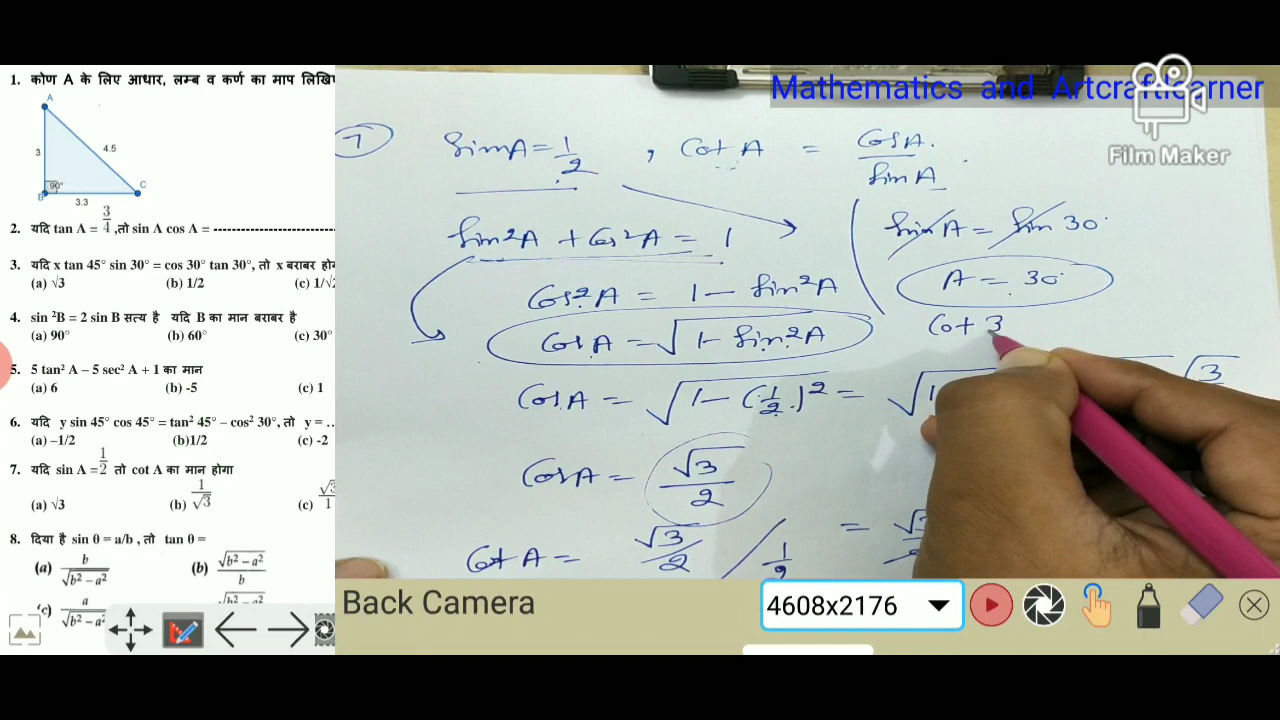 1. कोण A के लिए आधार, लम्ब व कर्ण का माप
A
3
4.5
90°
B
3.3
C
2. यदि tan A = 3/4 ,तो sin A cos A = --------------------------
3. यदि x tan 45° sin 30° = cos 30° tan 30°, तो x बराबर
(a) √3 (b) 1/2 (c)
4. sin ²B = 2 sin B सत्य है यदि B का मान बराबर है
(a) 90° (b) 60° (c) 30°
5. 5 tan² A – 5 sec² A + 1 का मान
(a) 6 (b) -5 (c) 1
6. यदि y sin 45° cos 45° = tan² 45° – cos² 30°, तो y = ..
(a) –1/2 (b)1/2 (c) -2
7. यदि sin A = 1/2 तो cot A का मान होगा
(a) √3 (b) 1/√3 (c)
8. दिया है sin θ = a/b , तो tan θ =
(a) b/√(b² – a²) (b) √(b² – a²)/b
Mathematics and Artcraftlearner
Film Maker
7
Sin A = 1/2 , Cot A = Cos A/Sin A
Sin²A + Cos²A = 1
Cos²A = 1 – Sin²A
Cos A = √(1 – Sin²A)
Cos A = √(1 – (1/2)²) =
Cos A = √3/2
Cot A = √3/2 / 1/2 =
Sin A = Sin 30°
A = 30°
Cot 3
Back Camera
4608x2176